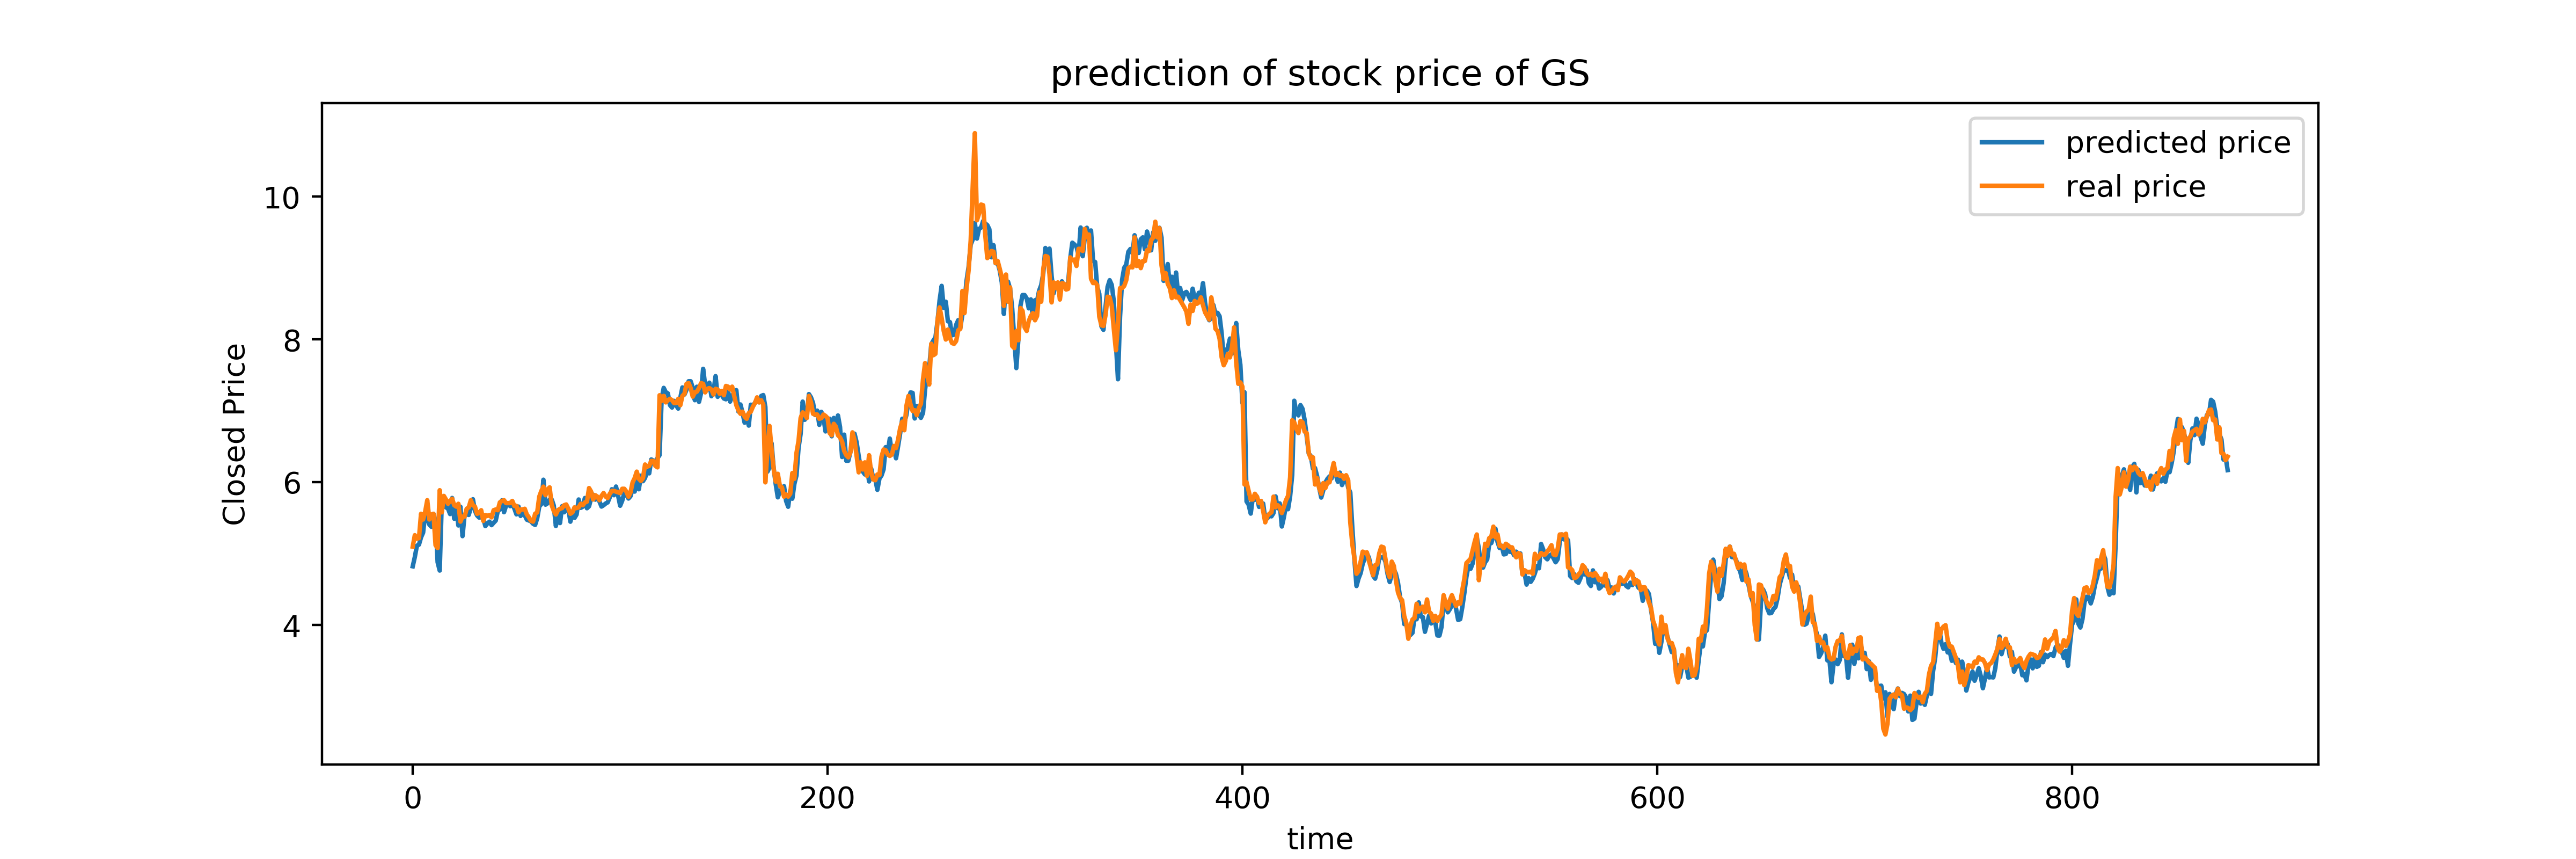 prediction of stock price of GS
predicted price
real price
Closed Price
10
8
6
4
0
200
400
600
800
time